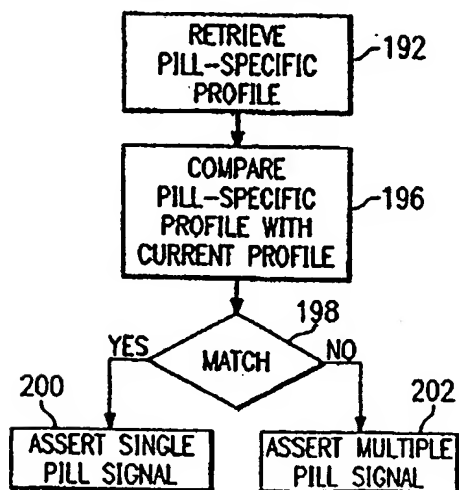 RETRIEVE
PILL-SPECIFIC
PROFILE
192
COMPARE
PILL-SPECIFIC
PROFILE WITH
CURRENT PROFILE
196
198
YES
MATCH
NO
200
ASSERT SINGLE
PILL SIGNAL
202
ASSERT MULTIPLE
PILL SIGNAL